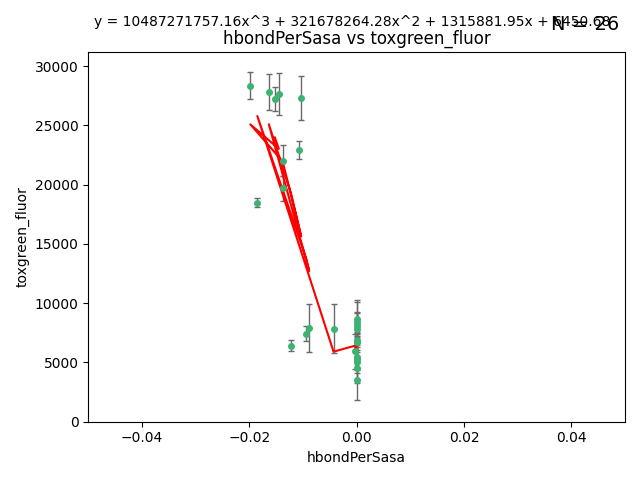 y = 10487271757.16x^3 + 321678264.28x^2 + 1315881.95x + 6450.68
N = 26
hbondPerSasa vs toxgreen_fluor
30000
25000
20000
15000
10000
5000
0
toxgreen_fluor
−0.04
−0.02
0.00
0.02
0.04
hbondPerSasa